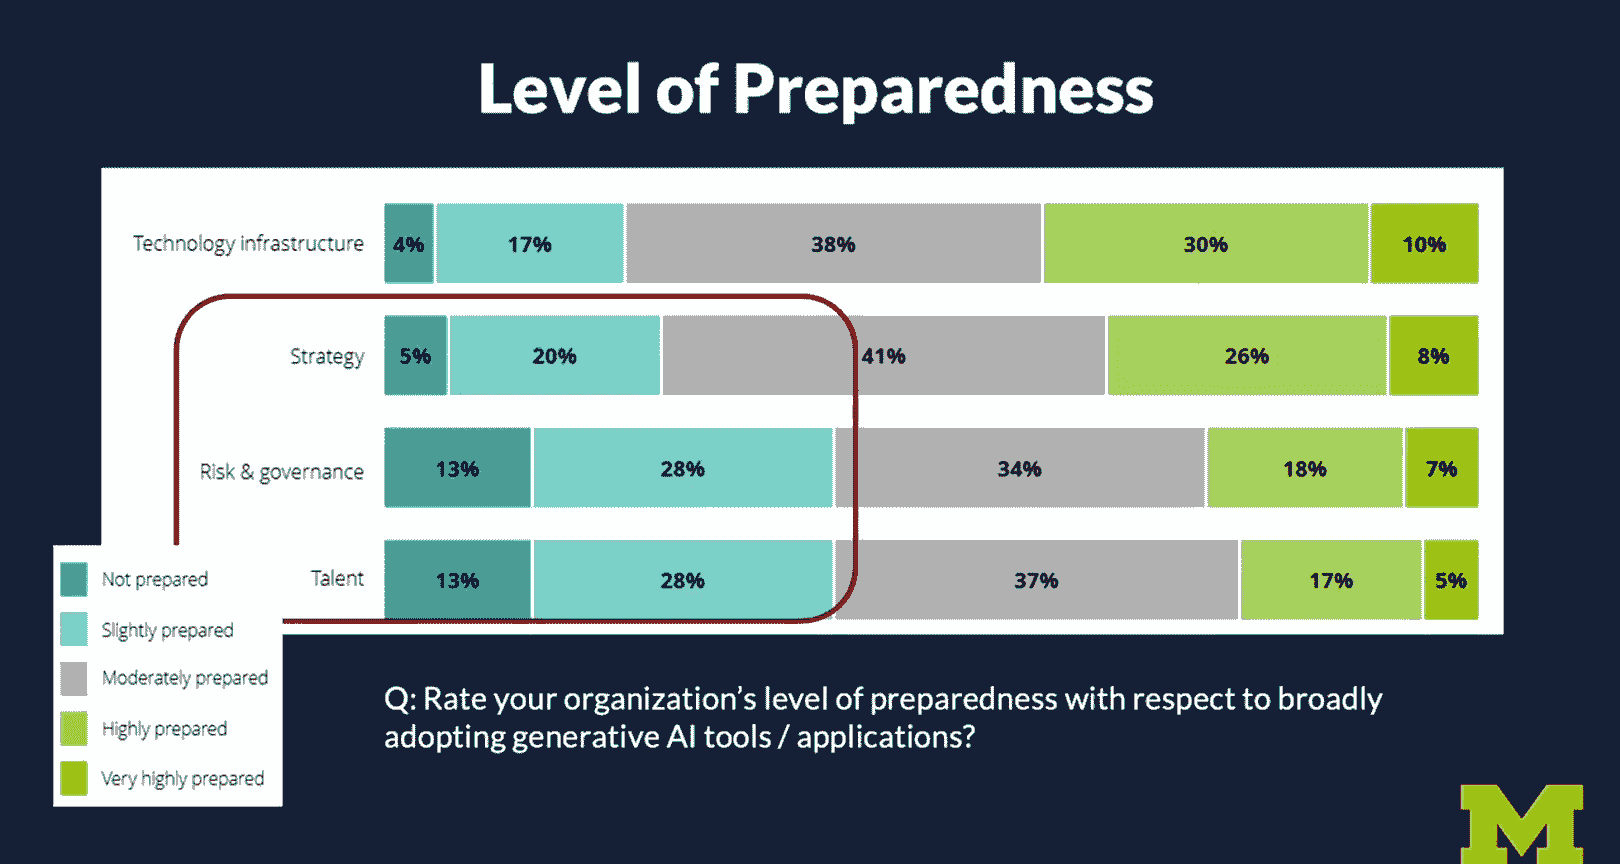 Level of Preparedness
Technology infrastructure 4% 17% 38% 30% 10%
Strategy 5% 20% 41% 26% 8%
Risk & governance 13% 28% 34% 18% 7%
Talent 13% 28% 37% 17% 5%
Not prepared
Slightly prepared
Moderately prepared
Highly prepared
Very highly prepared
Q: Rate your organization’s level of preparedness with respect to broadly
adopting generative AI tools / applications?
M